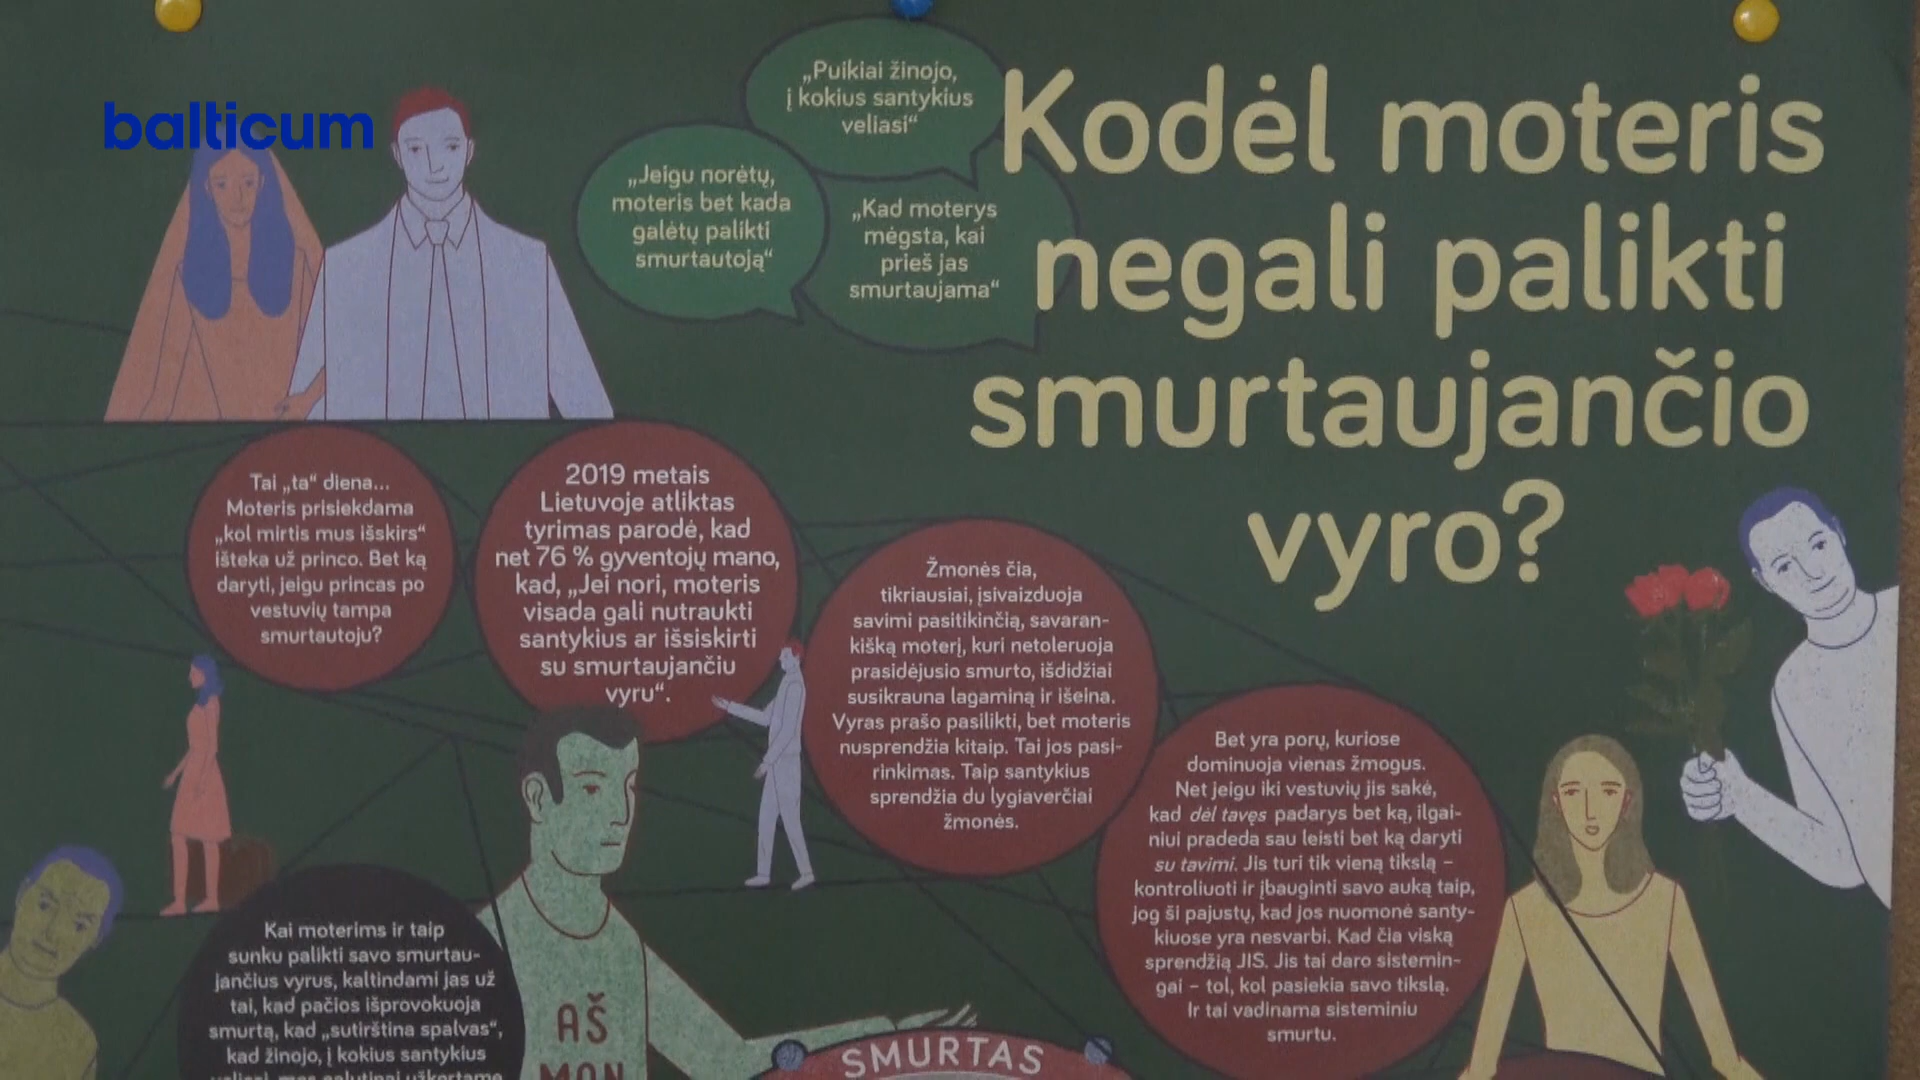 balticum
„Puikiai žinojo,
į kokius santykius
veliasi“
„Jeigu norėtų,
moteris bet kada
galėtų palikti
smurtautoją“
„Kad moterys
mėgsta, kai
prieš jas
smurtaujama“
Kodėl moteris
negali palikti
smurtaujančio
vyro?
Tai „ta“ diena...
Moteris prisiekdama
„kol mirtis mus išskirs“
išteka už princo. Bet ką
daryti, jeigu princas po
vestuvių tampa
smurtautoju?
2019 metais
Lietuvoje atliktas
tyrimas parodė, kad
net 76 % gyventojų mano,
kad, „Jei nori, moteris
visada gali nutraukti
santykius ar išsiskirti
su smurtaujančiu
vyru“.
Žmonės čia,
tikriausiai, įsivaizduoja
savimi pasitikinčią, savaran-
kišką moterį, kuri netoleruoja
prasidėjusio smurto, išdidžiai
susikrauna lagaminą ir išeina.
Vyras prašo pasilikti, bet moteris
nusprendžia kitaip. Tai jos pasi-
rinkimas. Taip santykius
sprendžia du lygiaverčiai
žmonės.
Bet yra porų, kuriose
dominuoja vienas žmogus.
Net jeigu iki vestuvių jis sakė,
kad dėl tavęs padarys bet ką, ilgai-
niui pradeda sau leisti bet ką daryti
su tavimi. Jis turi tik vieną tikslą –
kontroliuoti ir įbauginti savo auką taip,
jog ši pajustų, kad jos nuomonė santy-
kiuose yra nesvarbi. Kad čia viską
sprendžią JIS. Jis tai daro sistemin-
gai – tol, kol pasiekia savo tikslą.
Ir tai vadinama sisteminiu
smurtu.
Kai moterims ir taip
sunku palikti savo smurtau-
jančius vyrus, kaltindami jas už
tai, kad pačios išprovokuoja
smurtą, kad „sutirština spalvas“,
kad žinojo, į kokius santykius
AŠ
MAN
SMURTAS